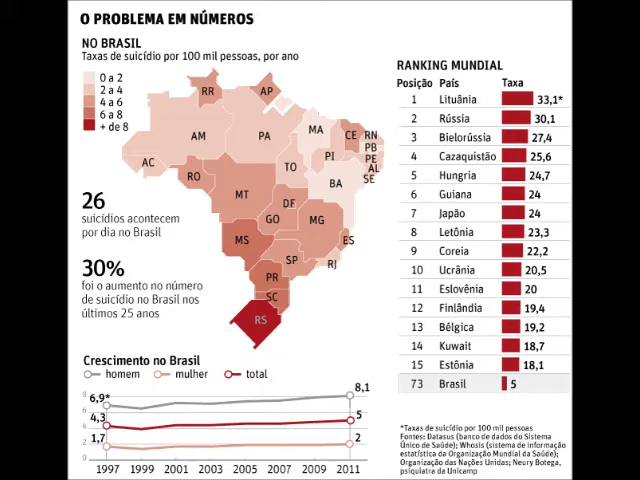 O PROBLEMA EM NÚMEROS
NO BRASIL
Taxas de suicídio por 100 mil pessoas, por ano
0 a 2
2 a 4
4 a 6
6 a 8
+ de 8
RR
AP
AM
PA
MA
CE
RN
PB
PE
AL
SE
PI
AC
RO
TO
BA
MT
DF
GO
MG
MS
ES
SP
RJ
PR
SC
RS
26
suicídios acontecem
por dia no Brasil
30%
foi o aumento no número
de suicídio no Brasil nos
últimos 25 anos
Crescimento no Brasil
homem mulher total
8
6
4
2
0
6,9*
4,3
1,7
8,1
5
2
1997 1999 2001 2003 2005 2007 2009 2011
RANKING MUNDIAL
Posição País Taxa
1 Lituânia 33,1*
2 Rússia 30,1
3 Bielorússia 27,4
4 Cazaquistão 25,6
5 Hungria 24,7
6 Guiana 24
7 Japão 24
8 Letônia 23,3
9 Coreia 22,2
10 Ucrânia 20,5
11 Eslovênia 20
12 Finlândia 19,4
13 Bélgica 19,2
14 Kuwait 18,7
15 Estônia 18,1
73 Brasil 5
*Taxas de suicídio por 100 mil pessoas
Fontes: Datasus (banco de dados do Sistema
Único de Saúde); Whosis (sistema de informação
estatística da Organização Mundial da Saúde);
Organização das Nações Unidas; Neury Botega,
psiquiatra da Unicamp